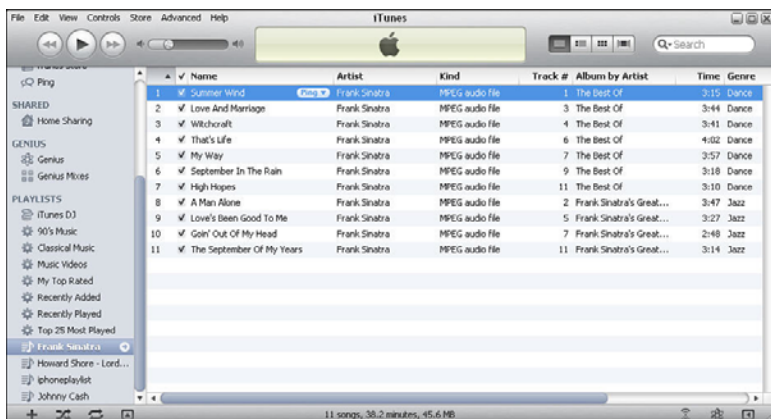 File Edit View Controls Store Advanced Help
iTunes
Search
iTunes Store
Ping
SHARED
Home Sharing
GENIUS
Genius
Genius Mixes
PLAYLISTS
iTunes DJ
90's Music
Classical Music
Music Videos
My Top Rated
Recently Added
Recently Played
Top 25 Most Played
Frank Sinatra
Howard Shore - Lord...
iphoneplaylist
Johnny Cash
Name Artist Kind Track # Album by Artist Time Genre
1 Summer Wind Ping Frank Sinatra MPEG audio file 1 The Best Of 3:15 Dance
2 Love And Marriage Frank Sinatra MPEG audio file 3 The Best Of 3:44 Dance
3 Witchcraft Frank Sinatra MPEG audio file 4 The Best Of 3:41 Dance
4 That's Life Frank Sinatra MPEG audio file 6 The Best Of 4:02 Dance
5 My Way Frank Sinatra MPEG audio file 7 The Best Of 3:57 Dance
6 September In The Rain Frank Sinatra MPEG audio file 9 The Best Of 3:18 Dance
7 High Hopes Frank Sinatra MPEG audio file 11 The Best Of 3:10 Dance
8 A Man Alone Frank Sinatra MPEG audio file 2 Frank Sinatra's Great... 3:47 Jazz
9 Love's Been Good To Me Frank Sinatra MPEG audio file 5 Frank Sinatra's Great... 3:27 Jazz
10 Goin' Out Of My Head Frank Sinatra MPEG audio file 7 Frank Sinatra's Great... 2:48 Jazz
11 The September Of My Years Frank Sinatra MPEG audio file 11 Frank Sinatra's Great... 3:14 Jazz
11 songs, 38.2 minutes, 45.6 MB